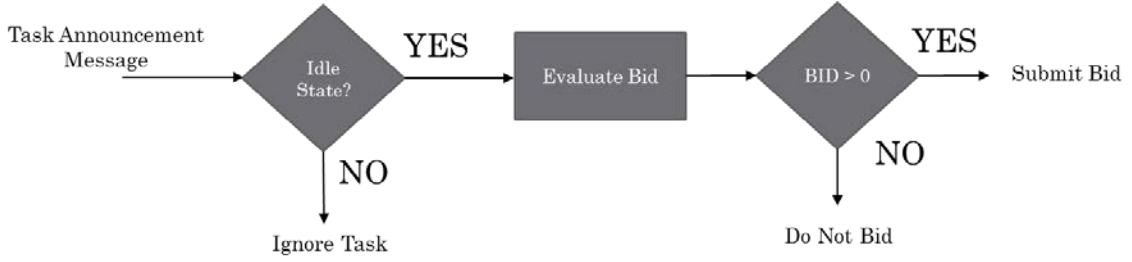 Task Announcement
Message
Idle
State?
YES
NO
Ignore Task
Evaluate Bid
BID > 0
YES
Submit Bid
NO
Do Not Bid